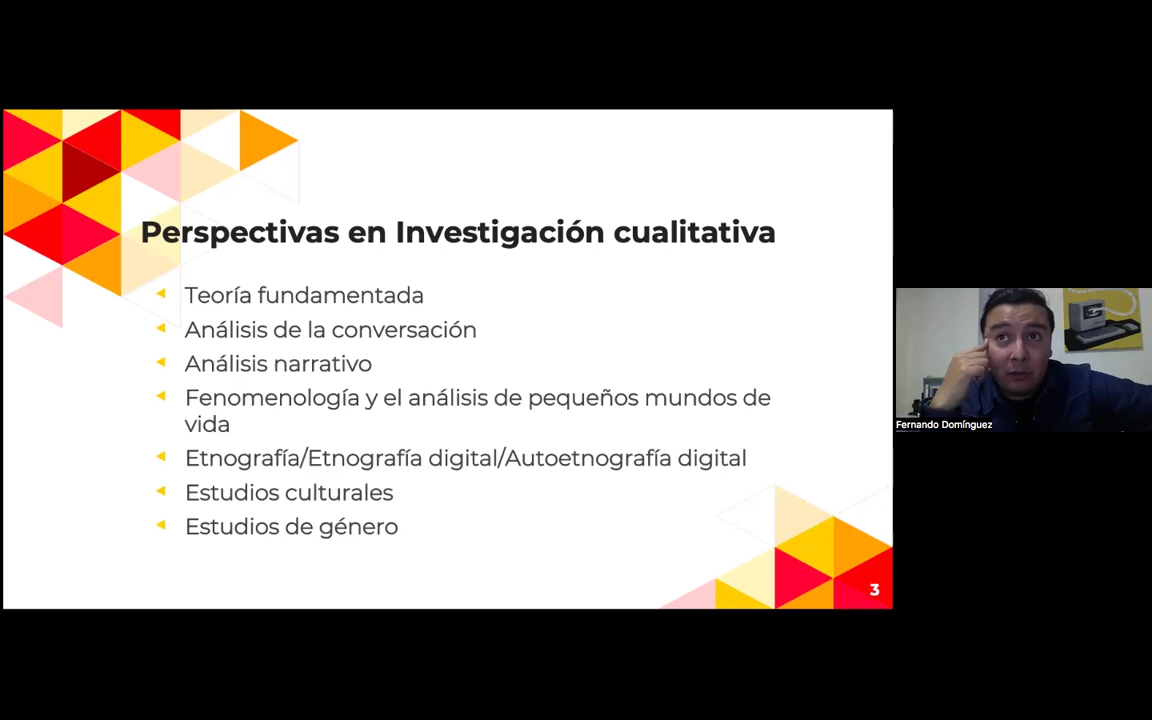 Perspectivas en Investigación cualitativa
Teoría fundamentada
Análisis de la conversación
Análisis narrativo
Fenomenología y el análisis de pequeños mundos de
vida
Etnografía/Etnografía digital/Autoetnografía digital
Estudios culturales
Estudios de género
3
Fernando Domínguez